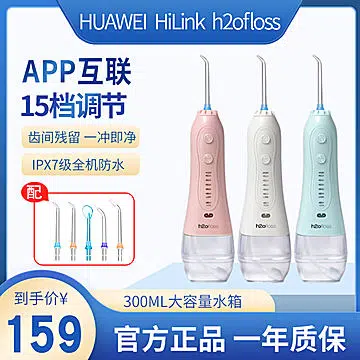 HUAWEI HiLink h2ofloss
APP互联
15档调节
齿间残留 一冲即净
IPX7级全机防水
配
h2ofloss
h2ofloss
h2ofloss
300ML大容量水箱
到手价¥
159
官方正品 一年质保